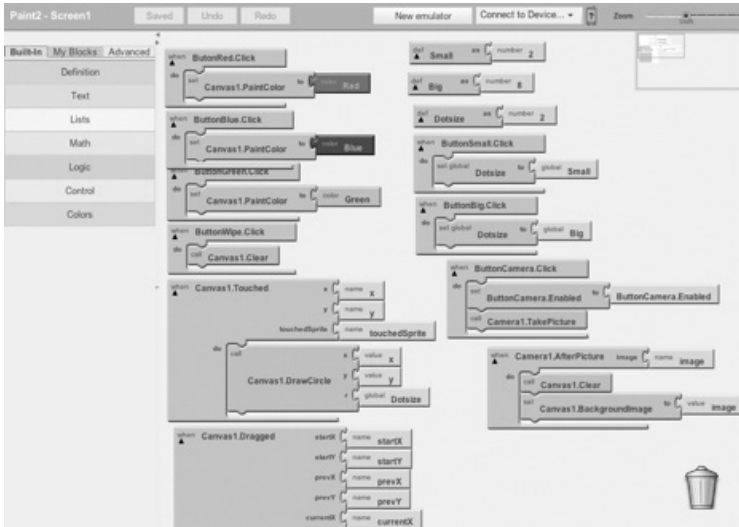 Paint2 - Screen1 Saved Undo Redo New emulator Connect to Device... ? Zoom
Built-In My Blocks Advanced
Definition
Text
Lists
Math
Logic
Control
Colors
when ButonRed.Click
do set Canvas1.PaintColor to color Red
when ButtonBlue.Click
do set Canvas1.PaintColor to color Blue
when ButtonGreen.Click
do set Canvas1.PaintColor to color Green
when ButtonWipe.Click
do call Canvas1.Clear
when Canvas1.Touched x name x
y name y
touchedSprite name touchedSprite
do call Canvas1.DrawCircle x value x
y value y
r global Dotsize
when Canvas1.Dragged startX name startX
startY name startY
prevX name prevX
prevY name prevY
currentX name currentX
def Small as number 2
def Big as number 8
def Dotsize as number 2
when ButtonSmall.Click
do set global Dotsize to global Small
when ButtonBig.Click
do set global Dotsize to global Big
when ButtonCamera.Click
do set ButtonCamera.Enabled to ButtonCamera.Enabled
call Camera1.TakePicture
when Camera1.AfterPicture image name image
do call Canvas1.Clear
set Canvas1.BackgroundImage to value image